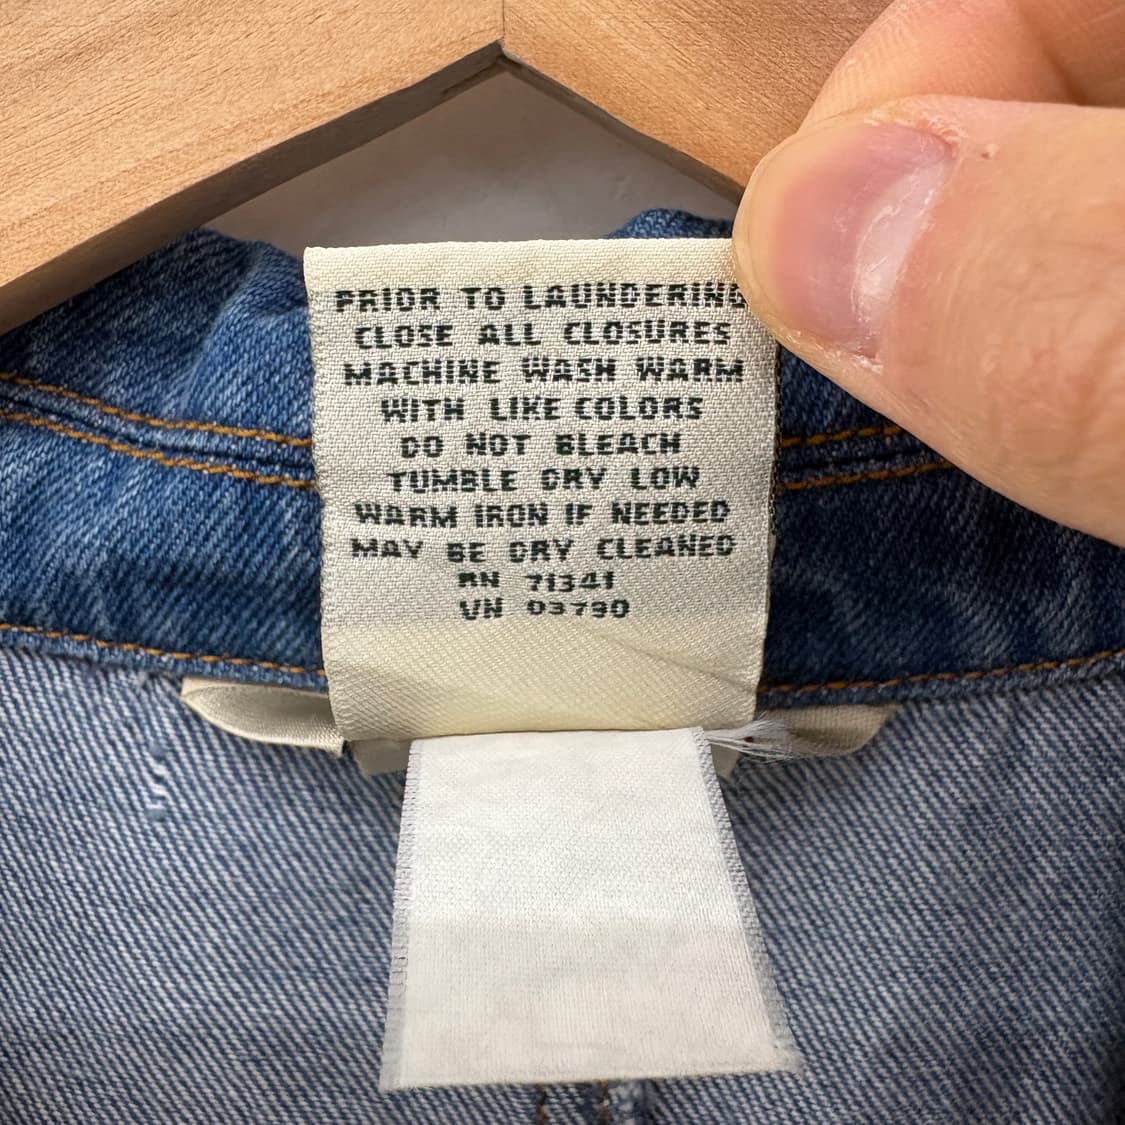 PRIOR TO LAUNDERING
CLOSE ALL CLOSURES
MACHINE WASH WARM
WITH LIKE COLORS
DO NOT BLEACH
TUMBLE DRY LOW
WARM IRON IF NEEDED
MAY BE DRY CLEANED
RN 71341
VN 03790